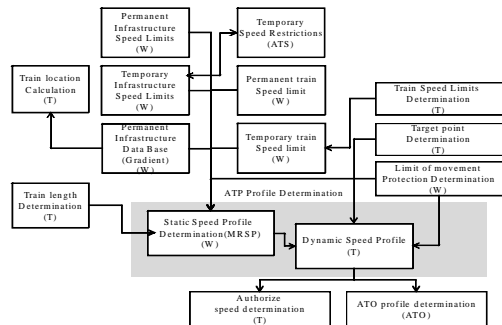 Permanent
Infrastructure
Speed Limits
(W)
Temporary
Speed Restrictions
(ATS)
Train location
Calculation
(T)
Temporary
Infrastructure
Speed Limits
(W)
Permanent train
Speed limit
(W)
Train Speed Limits
Determination
(T)
Permanent
Infrastructure
Data Base
(Gradient) (W)
Temporary train
Speed limit
(W)
Target point
Determination
(T)
Train length
Determination
(T)
Limit of movement
Protection Determination
(W)
ATP Profile Determination
Static Speed Profile
Determination(MRSP)
(W)
Dynamic Speed Profile
(T)
Authorize
speed determination
(T)
ATO profile determination
(ATO)